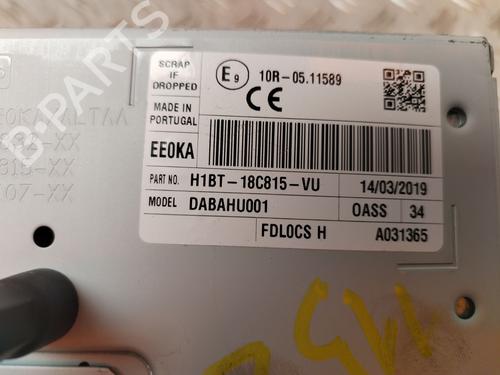 SCRAP
IF
DROPPED
E9
10R-05.11589
CE
MADE IN
PORTUGAL
EE0KA
PART NO. H1BT-18C815-VU 14/03/2019
MODEL DABAHU001 OASS 34
FDLOCS H A031365
B-PARTS